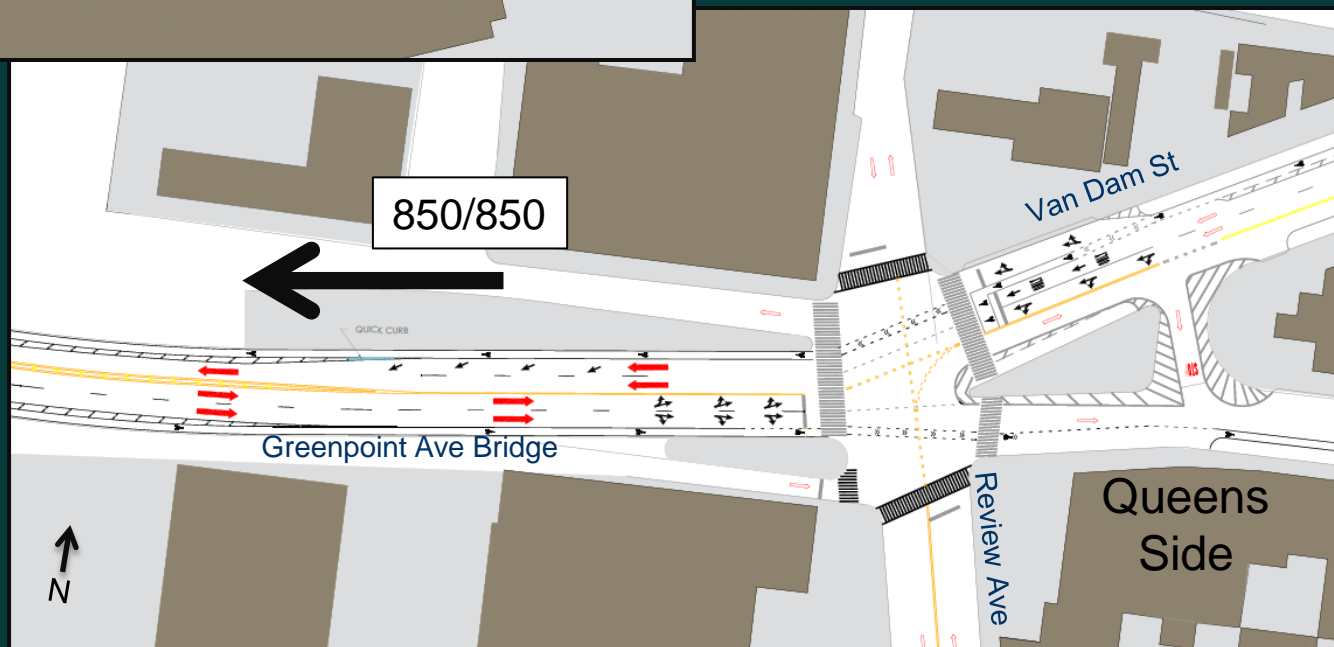 850/850
Van Dam St
QUICK CURB
Greenpoint Ave Bridge
Review Ave
Queens
Side
N